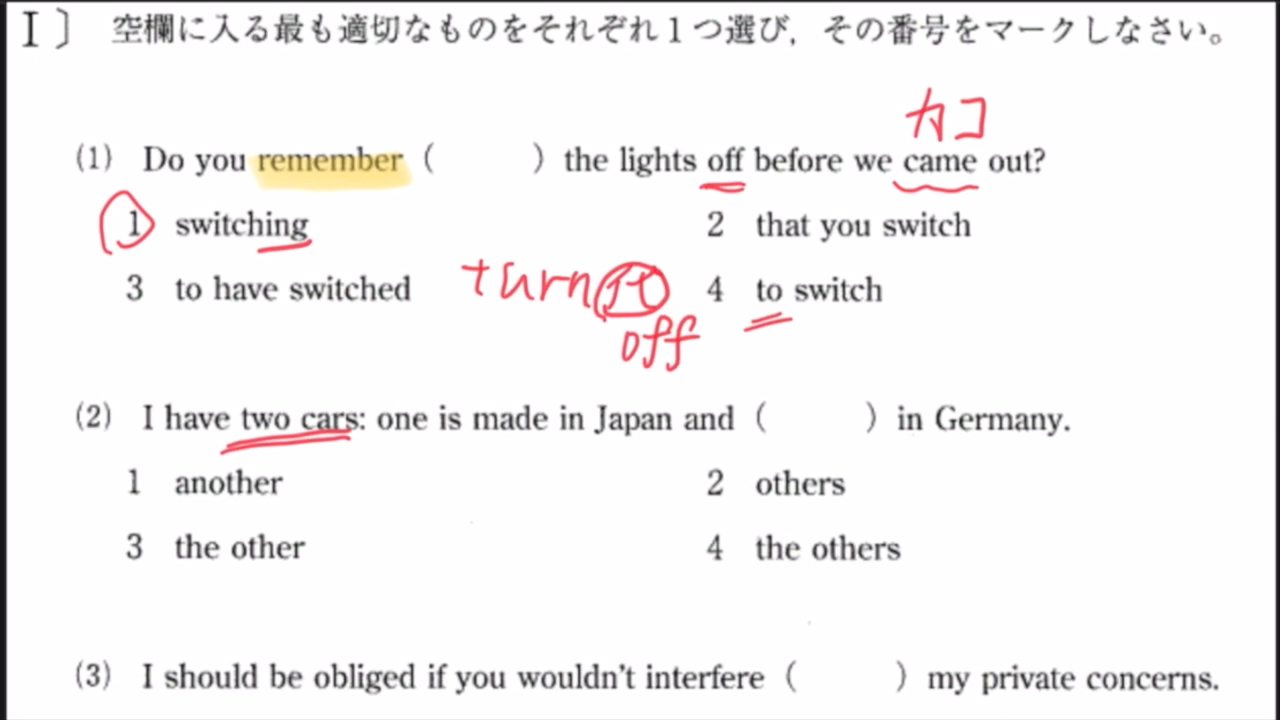 I〕 空欄に入る最も適切なものをそれぞれ1つ選び，その番号をマークしなさい。
カコ
(1) Do you remember (　　) the lights off before we came out?
1 switching　2 that you switch
3 to have switched　4 to switch
turn it
off
(2) I have two cars: one is made in Japan and (　　) in Germany.
1 another　2 others
3 the other　4 the others
(3) I should be obliged if you wouldn't interfere (　　) my private concerns.